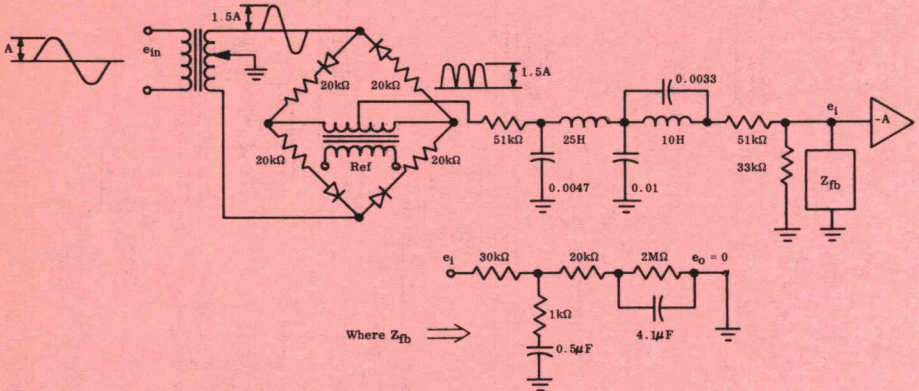 A
e_in
1.5A
20kΩ
20kΩ
20kΩ
20kΩ
Ref
1.5A
51kΩ
0.0047
25H
0.01
0.0033
10H
51kΩ
33kΩ
e_i
Z_fb
-A
e_i
30kΩ
20kΩ
2MΩ
e_o = 0
1kΩ
0.5μF
4.1μF
Where Z_fb